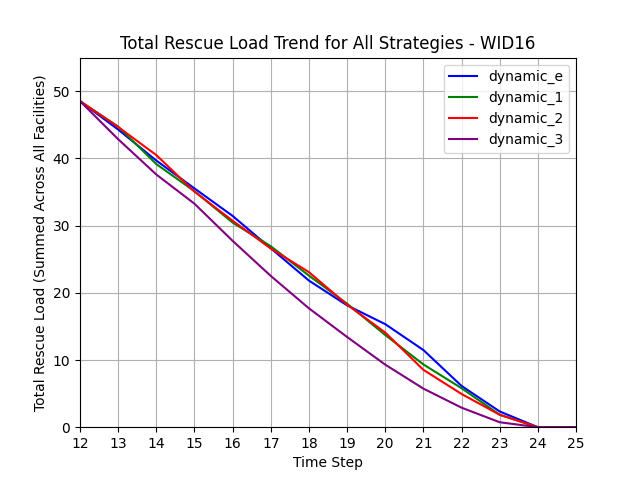 Total Rescue Load Trend for All Strategies - WID16
Total Rescue Load (Summed Across All Facilities)
50
40
30
20
10
0
dynamic_e
dynamic_1
dynamic_2
dynamic_3
12 13 14 15 16 17 18 19 20 21 22 23 24 25
Time Step